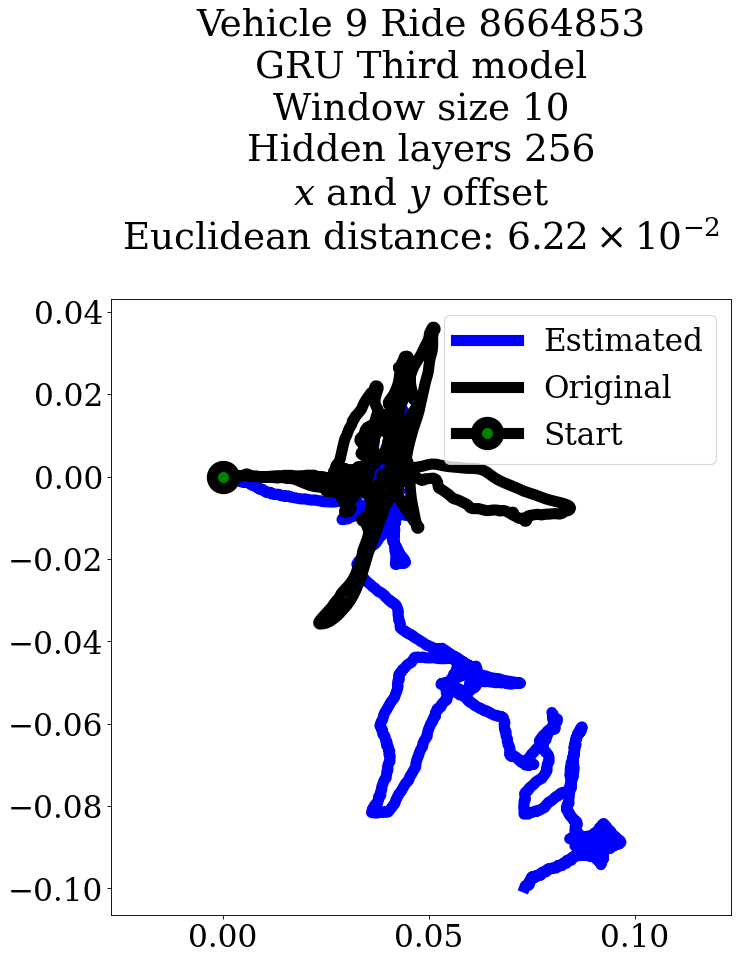 Vehicle 9 Ride 8664853
GRU Third model
Window size 10
Hidden layers 256
x and y offset
Euclidean distance: 6.22 × 10⁻²
0.04
0.02
0.00
−0.02
−0.04
−0.06
−0.08
−0.10
Estimated
Original
Start
0.00 0.05 0.10